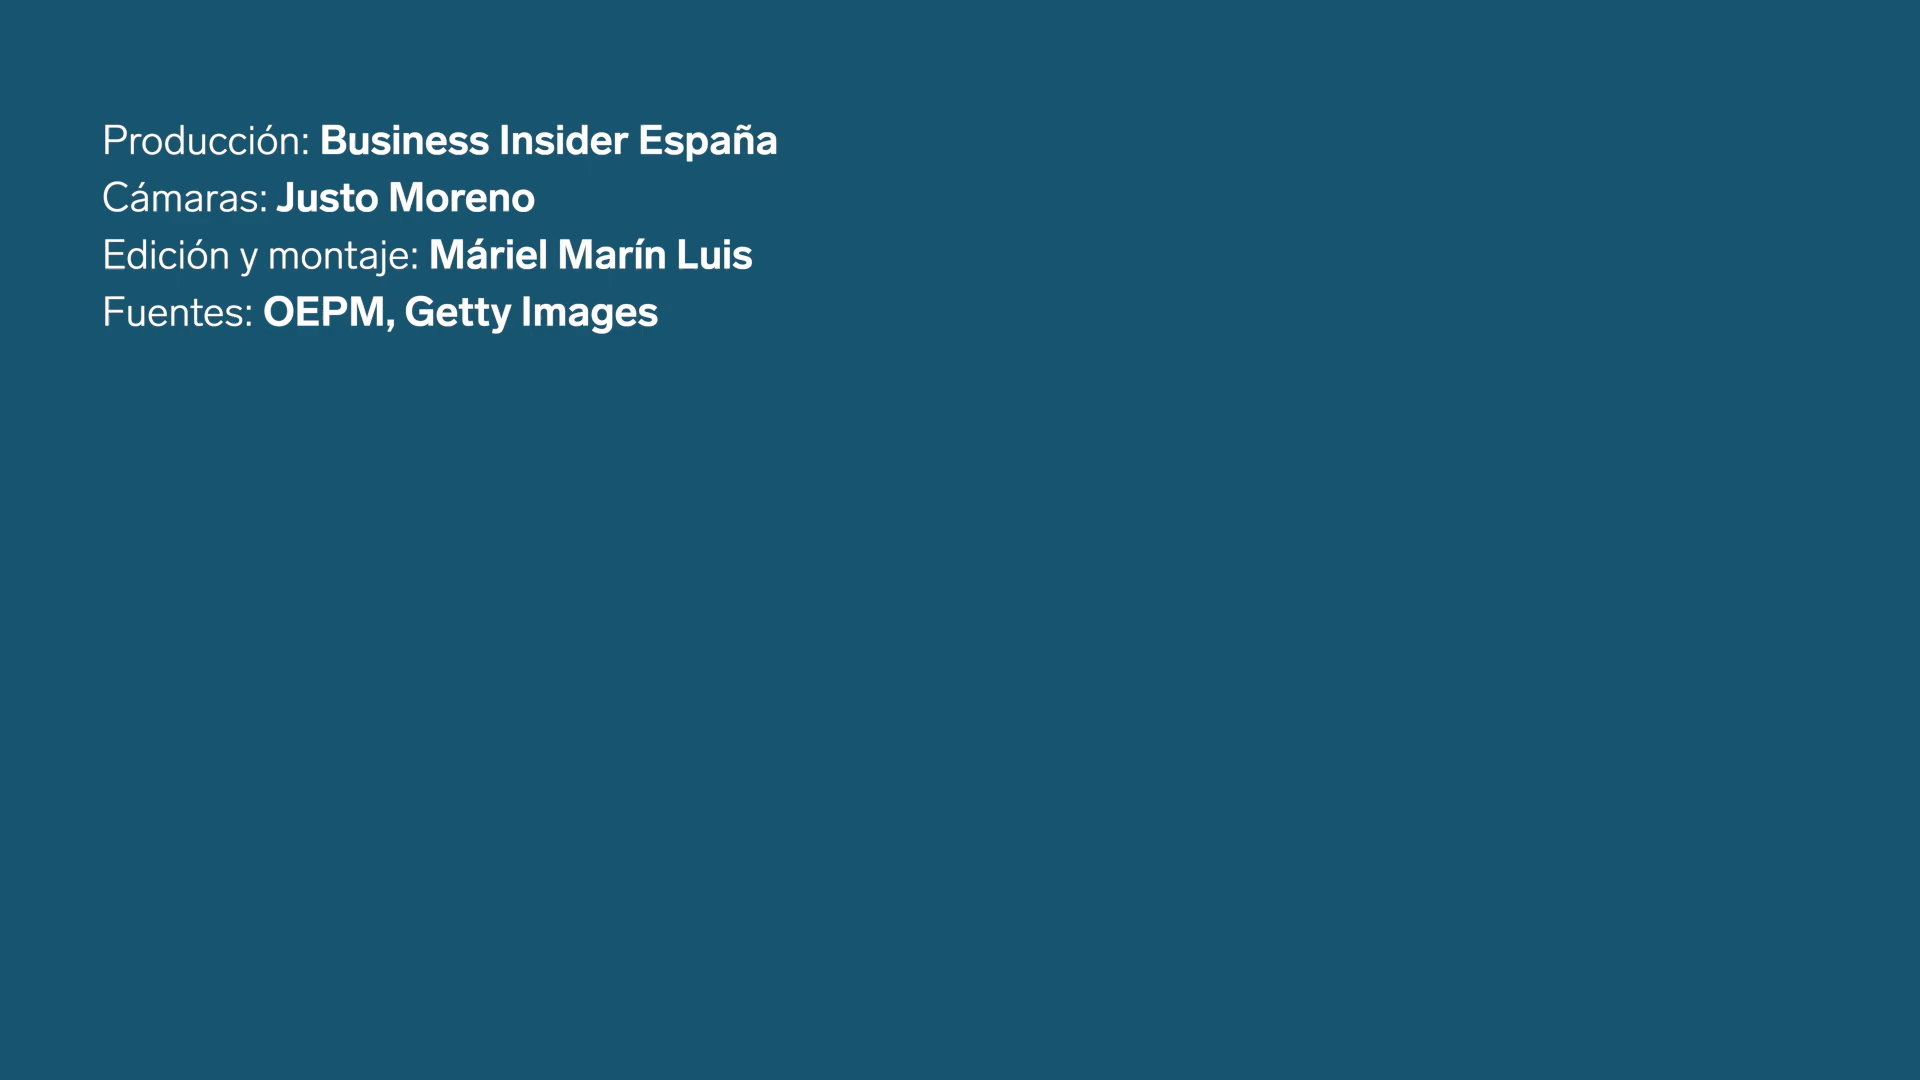 Producción: Business Insider España
Cámaras: Justo Moreno
Edición y montaje: Máriel Marín Luis
Fuentes: OEPM, Getty Images